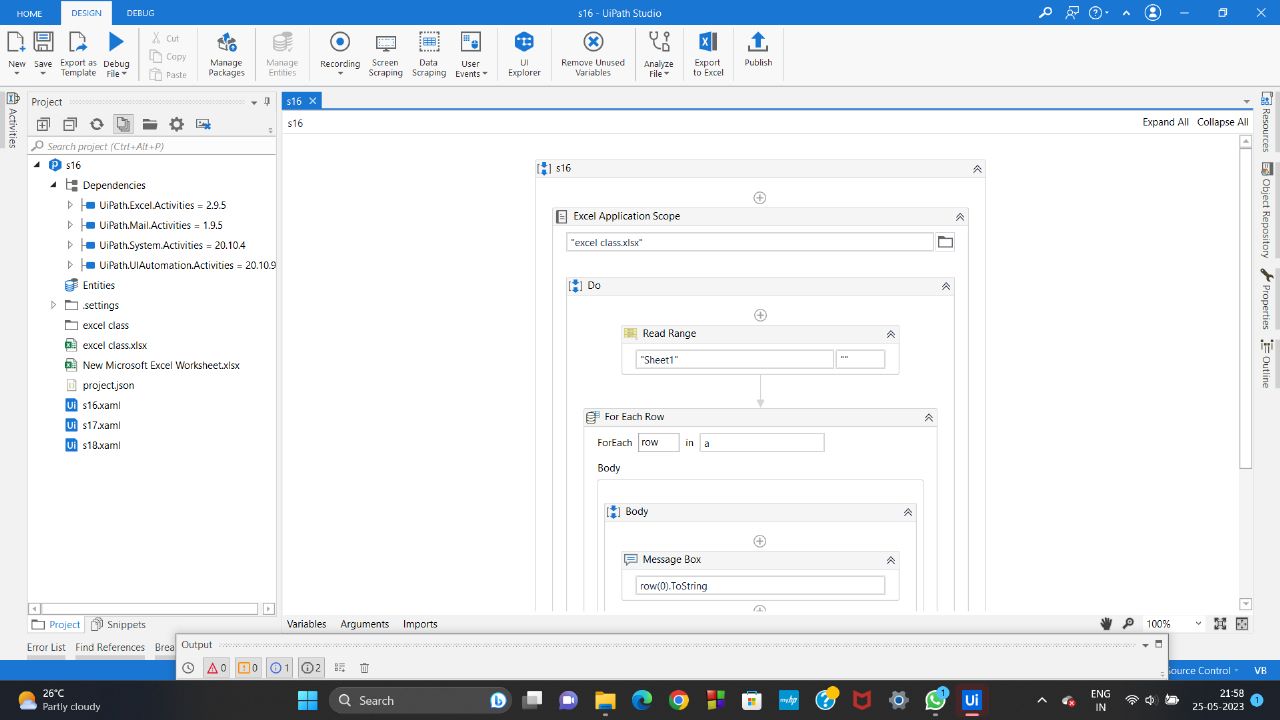 HOME DESIGN DEBUG s16 - UiPath Studio
New Save Export as Template Debug File Cut Copy Paste Manage Packages Manage Entities Recording Screen Scraping Data Scraping User Events UI Explorer Remove Unused Variables Analyze File Export to Excel Publish
Activities
Project
Search project (Ctrl+Alt+P)
s16
Dependencies
UiPath.Excel.Activities = 2.9.5
UiPath.Mail.Activities = 1.9.5
UiPath.System.Activities = 20.10.4
UiPath.UIAutomation.Activities = 20.10.9
Entities
.settings
excel class
excel class.xlsx
New Microsoft Excel Worksheet.xlsx
project.json
s16.xaml
s17.xaml
s18.xaml
Project Snippets
s16
s16 Expand All Collapse All
s16
Excel Application Scope
"excel class.xlsx"
Do
Read Range
"Sheet1" ""
For Each Row
ForEach row in a
Body
Body
Message Box
row(0).ToString
Variables Arguments Imports 100%
Resources
Object Repository
Properties
Outline
Error List Find References Brea
Output
0 0 1 2
ource Control VB
26°C
Partly cloudy
Search
1
Ui
ENG
IN
21:58
25-05-2023
1